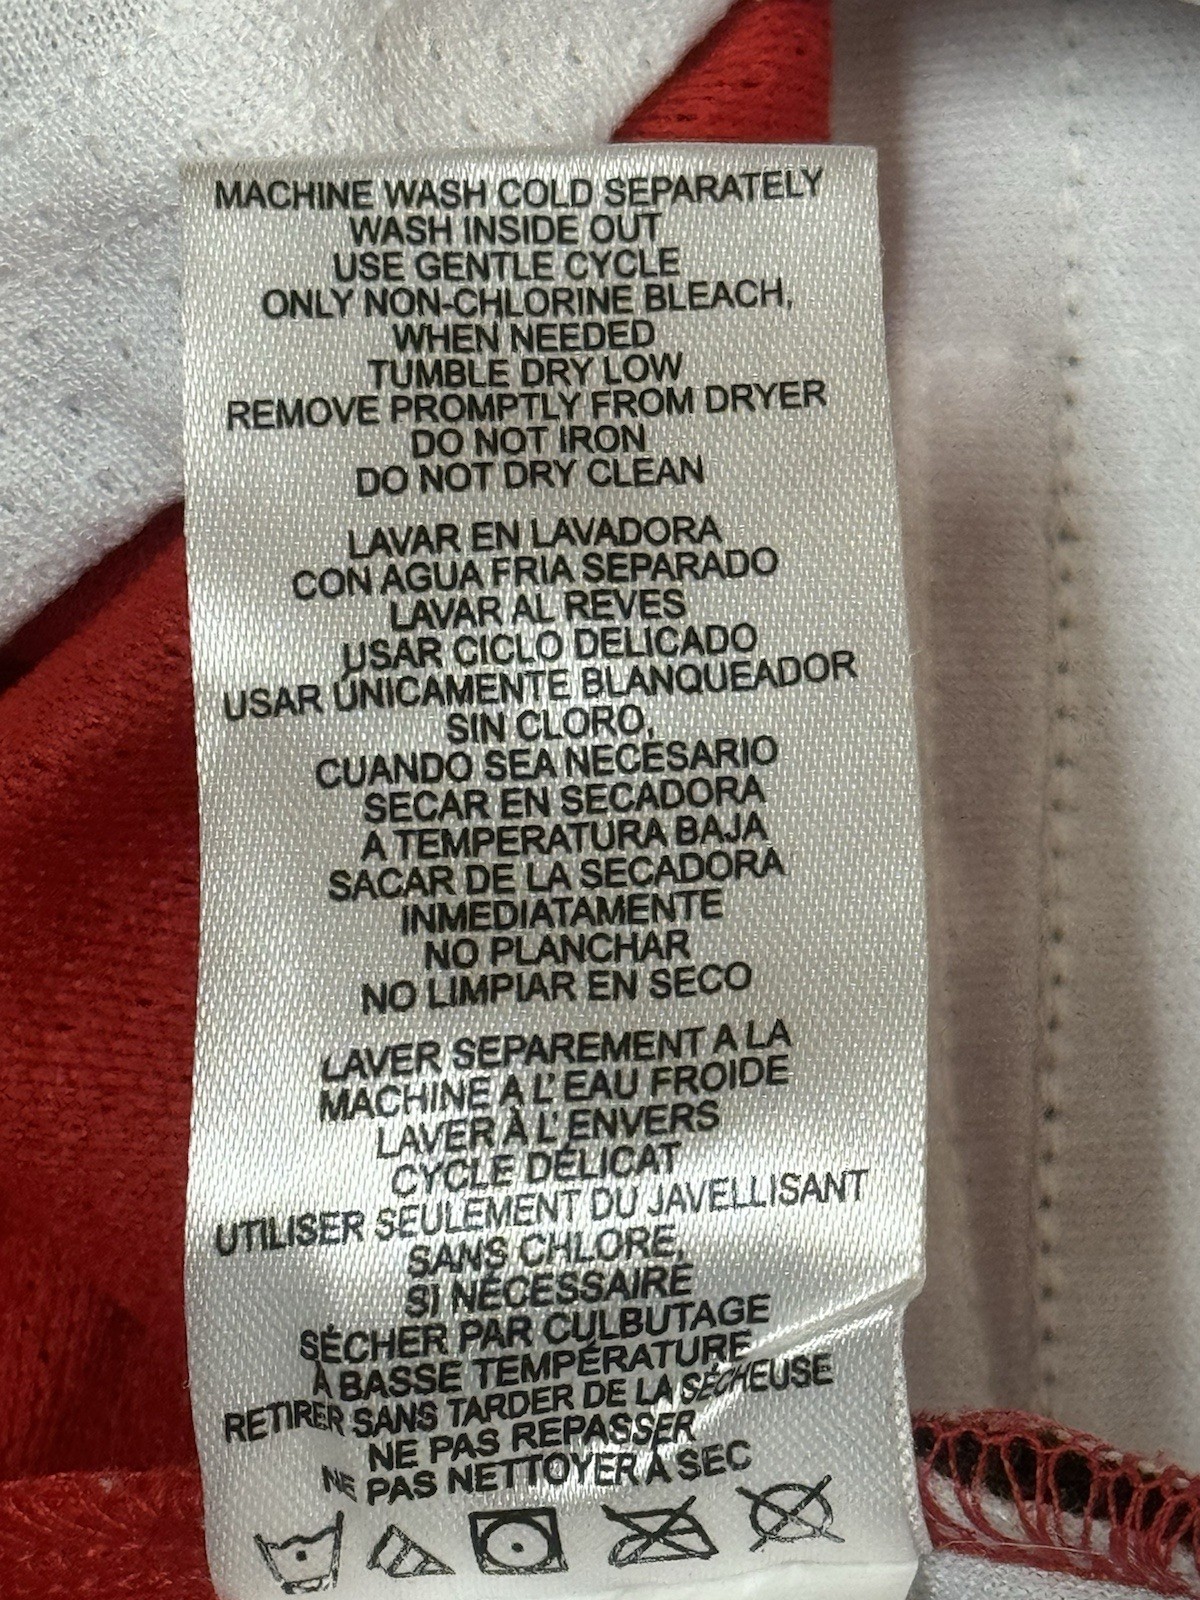 MACHINE WASH COLD SEPARATELY
WASH INSIDE OUT
USE GENTLE CYCLE
ONLY NON-CHLORINE BLEACH,
WHEN NEEDED
TUMBLE DRY LOW
REMOVE PROMPTLY FROM DRYER
DO NOT IRON
DO NOT DRY CLEAN
LAVAR EN LAVADORA
CON AGUA FRIA SEPARADO
LAVAR AL REVES
USAR CICLO DELICADO
USAR ÚNICAMENTE BLANQUEADOR
SIN CLORO,
CUANDO SEA NECESARIO
SECAR EN SECADORA
A TEMPERATURA BAJA
SACAR DE LA SECADORA
INMEDIATAMENTE
NO PLANCHAR
NO LIMPIAR EN SECO
LAVER SEPAREMENT A LA
MACHINE A L'EAU FROIDE
LAVER À L'ENVERS
CYCLE DÉLICAT
UTILISER SEULEMENT DU JAVELLISANT
SANS CHLORE,
SI NÉCESSAIRE
SÉCHER PAR CULBUTAGE
À BASSE TEMPÉRATURE
RETIRER SANS TARDER DE LA SÉCHEUSE
NE PAS REPASSER
NE PAS NETTOYER À SEC